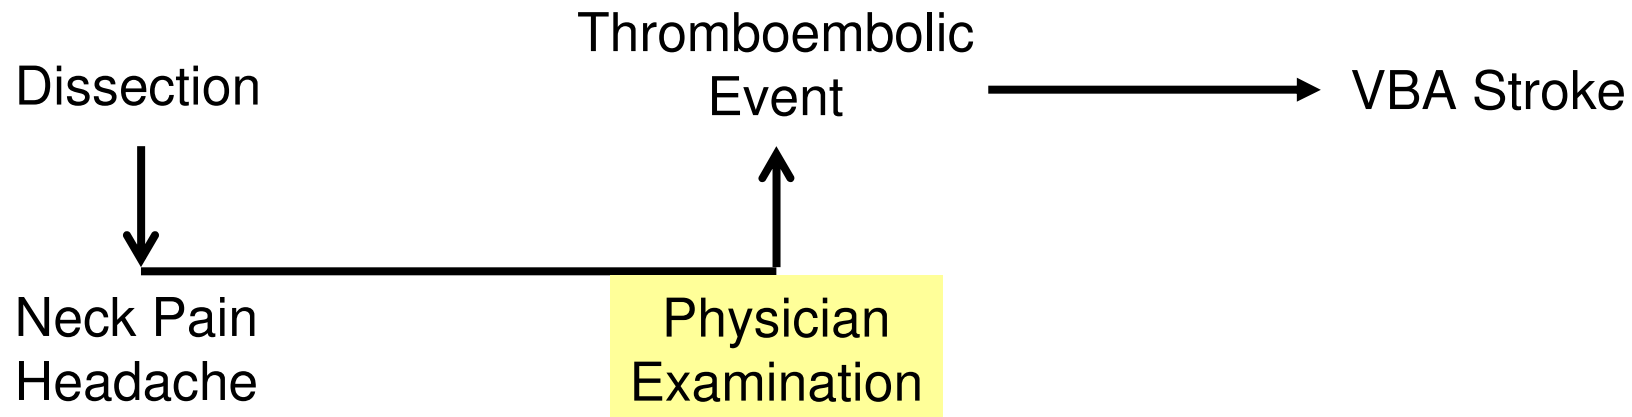 Dissection
Thromboembolic
Event
VBA Stroke
Neck Pain
Headache
Physician
Examination